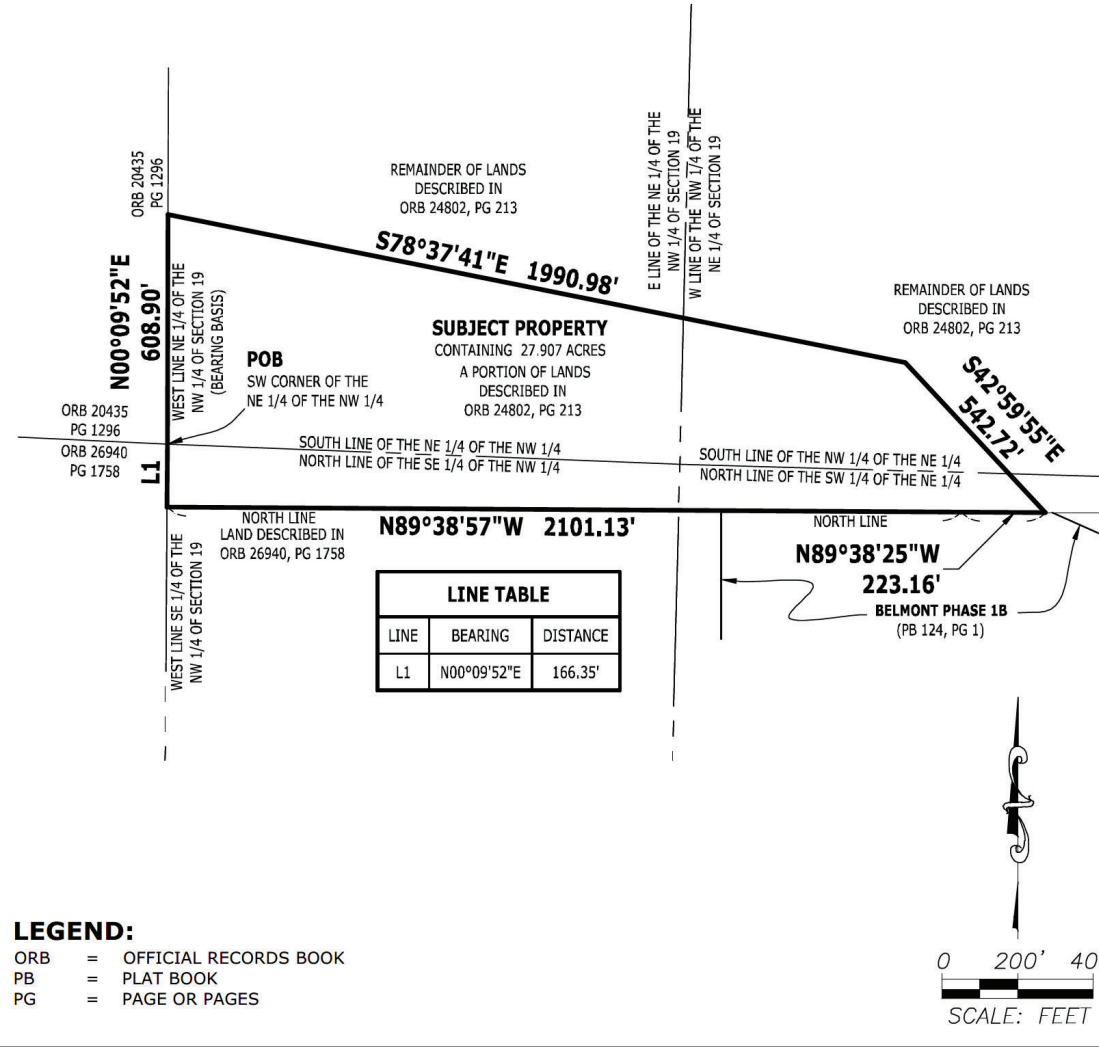 ORB 20435
PG 1296
REMAINDER OF LANDS
DESCRIBED IN
ORB 24802, PG 213
E LINE OF THE NE 1/4 OF THE
NW 1/4 OF SECTION 19
W LINE OF THE NW 1/4 OF THE
NE 1/4 OF SECTION 19
S78°37'41"E 1990.98'
N00°09'52"E
608.90'
WEST LINE NE 1/4 OF THE
NW 1/4 OF SECTION 19
(BEARING BASIS)
REMAINDER OF LANDS
DESCRIBED IN
ORB 24802, PG 213
SUBJECT PROPERTY
CONTAINING 27.907 ACRES
A PORTION OF LANDS
DESCRIBED IN
ORB 24802, PG 213
POB
SW CORNER OF THE
NE 1/4 OF THE NW 1/4
S42°59'55"E
542.72'
ORB 20435
PG 1296
ORB 26940
PG 1758
L1
SOUTH LINE OF THE NE 1/4 OF THE NW 1/4
NORTH LINE OF THE SE 1/4 OF THE NW 1/4
SOUTH LINE OF THE NW 1/4 OF THE NE 1/4
NORTH LINE OF THE SW 1/4 OF THE NE 1/4
NORTH LINE
LAND DESCRIBED IN
ORB 26940, PG 1758
N89°38'57"W 2101.13'
NORTH LINE
N89°38'25"W
223.16'
BELMONT PHASE 1B
(PB 124, PG 1)
WEST LINE SE 1/4 OF THE
NW 1/4 OF SECTION 19
LINE TABLE
LINE BEARING DISTANCE
L1 N00°09'52"E 166.35'
LEGEND:
ORB = OFFICIAL RECORDS BOOK
PB = PLAT BOOK
PG = PAGE OR PAGES
0 200' 40
SCALE: FEET